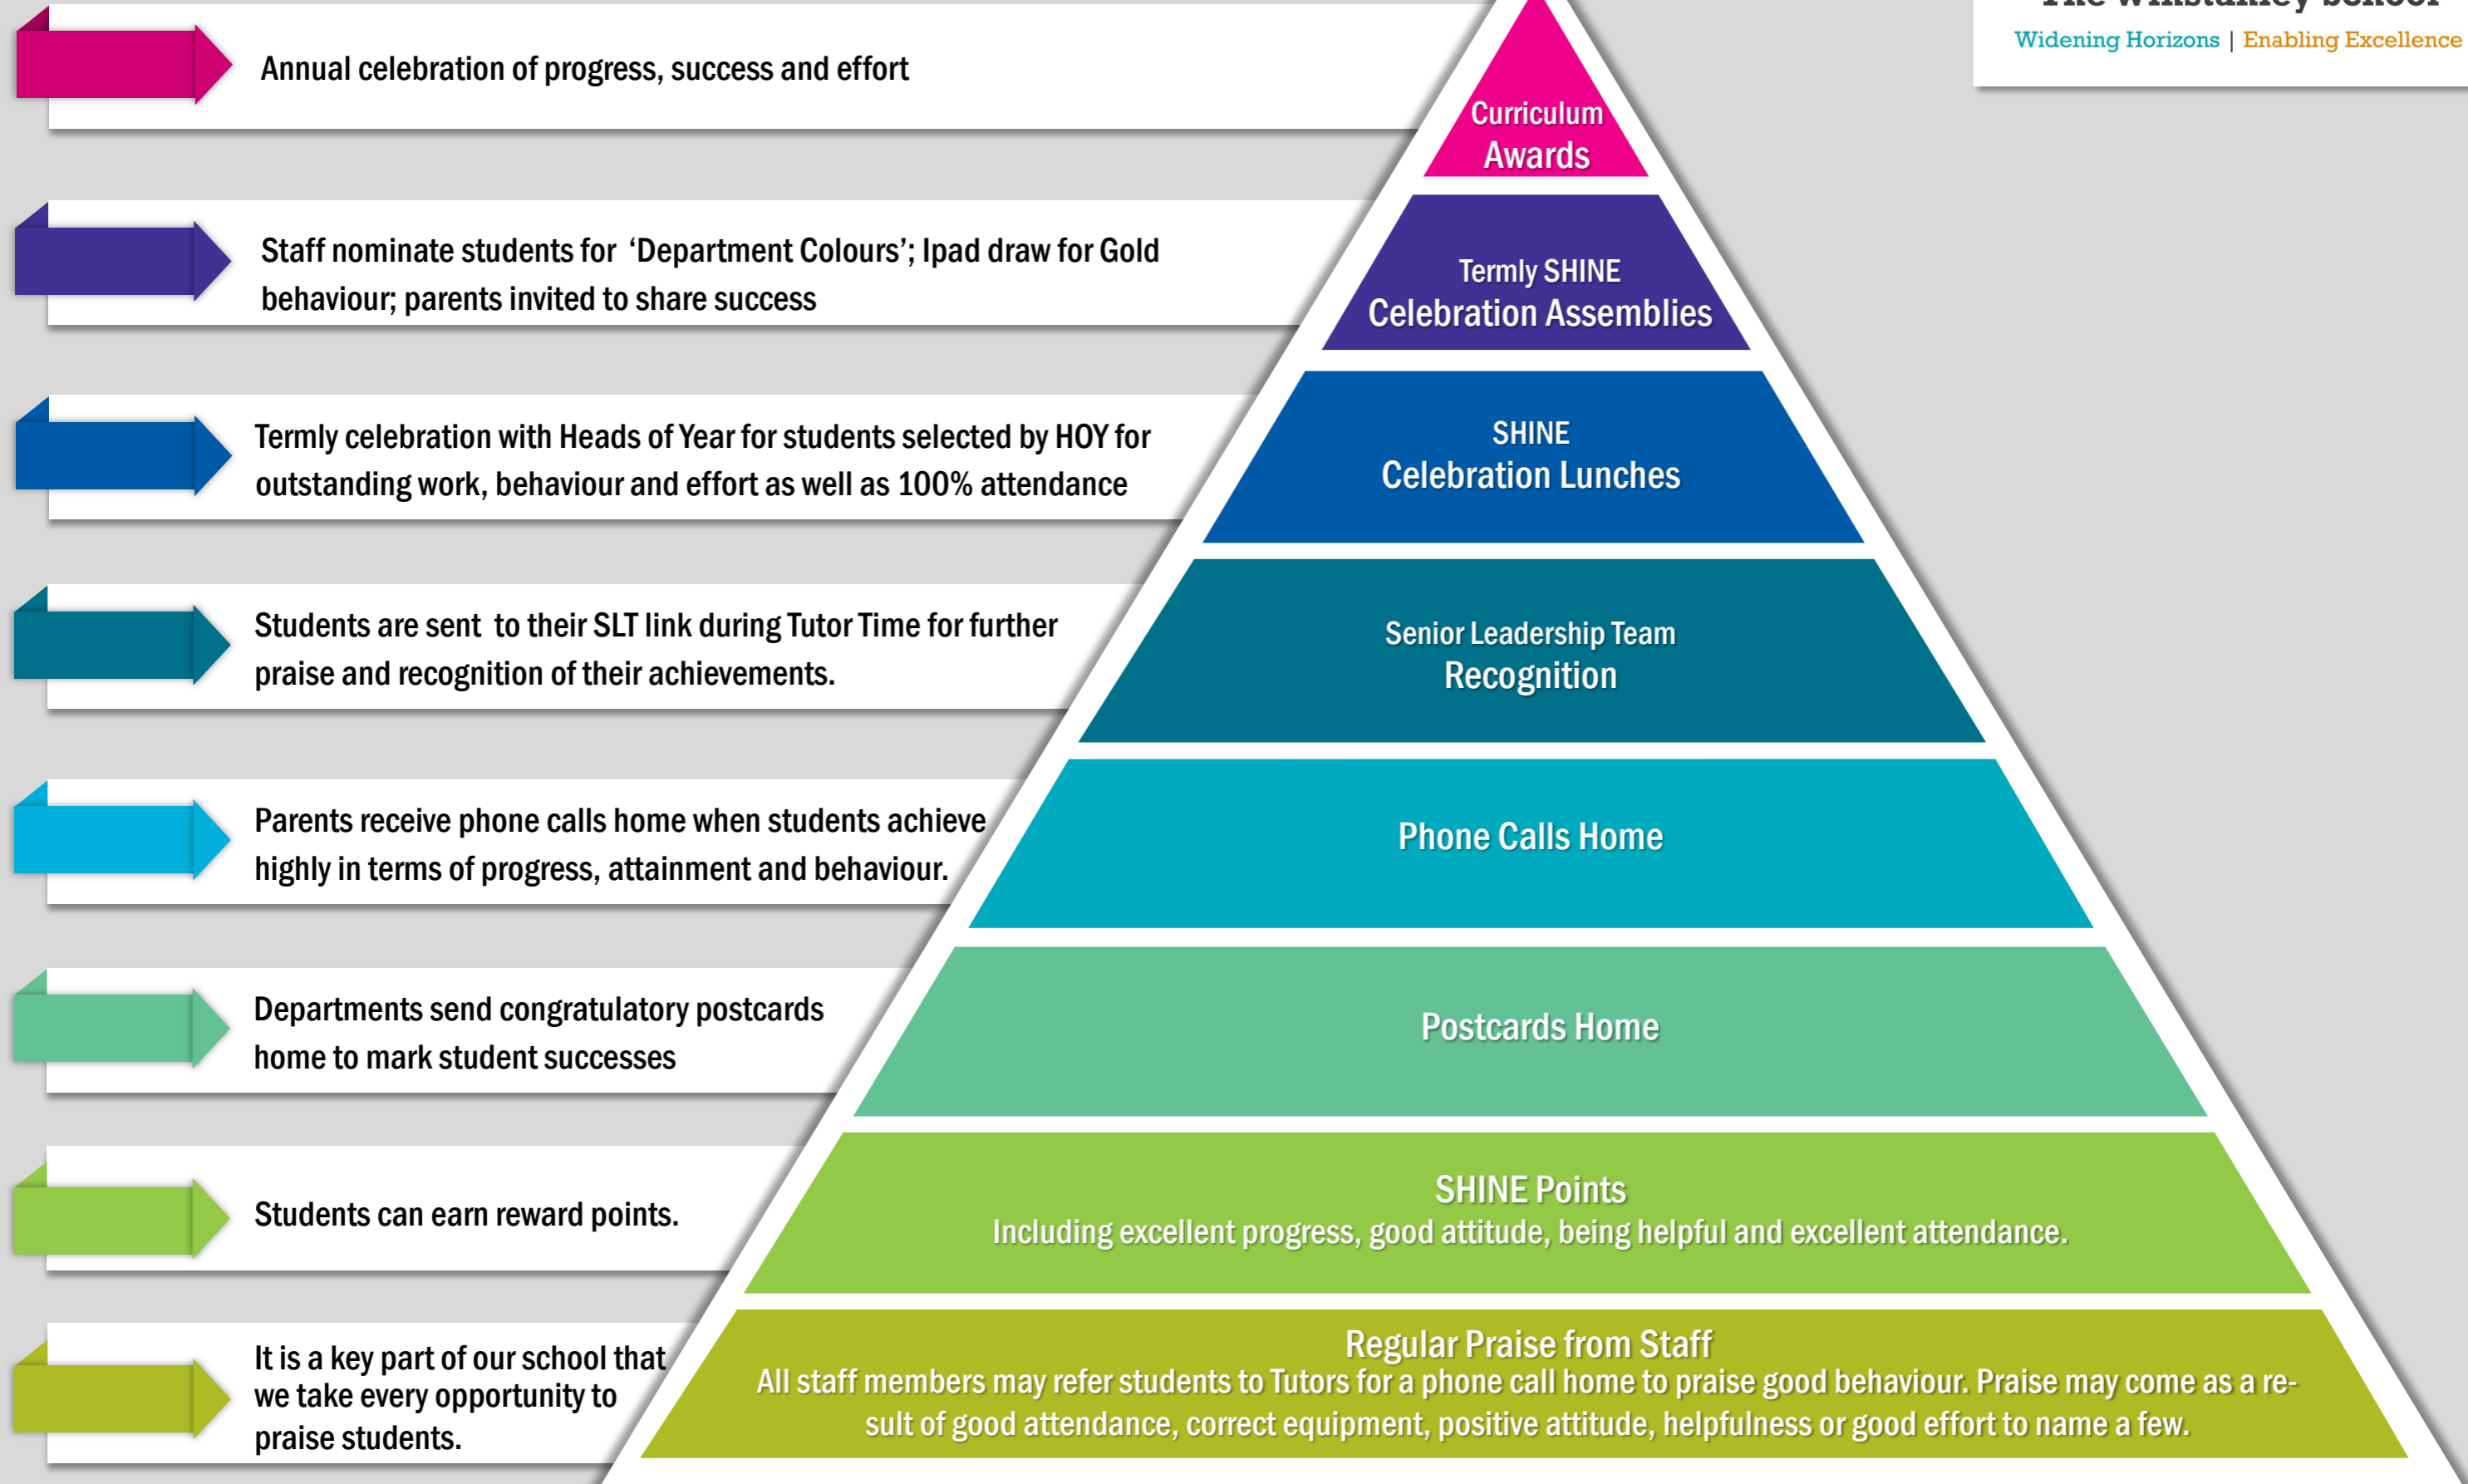 The Winstanley School
Widening Horizons | Enabling Excellence
Annual celebration of progress, success and effort
Curriculum
Awards
Staff nominate students for ‘Department Colours’; Ipad draw for Gold
behaviour; parents invited to share success
Termly SHINE
Celebration Assemblies
Termly celebration with Heads of Year for students selected by HOY for
outstanding work, behaviour and effort as well as 100% attendance
SHINE
Celebration Lunches
Students are sent to their SLT link during Tutor Time for further
praise and recognition of their achievements.
Senior Leadership Team
Recognition
Parents receive phone calls home when students achieve
highly in terms of progress, attainment and behaviour.
Phone Calls Home
Departments send congratulatory postcards
home to mark student successes
Postcards Home
Students can earn reward points.
SHINE Points
Including excellent progress, good attitude, being helpful and excellent attendance.
It is a key part of our school that
we take every opportunity to
praise students.
Regular Praise from Staff
All staff members may refer students to Tutors for a phone call home to praise good behaviour. Praise may come as a re-
sult of good attendance, correct equipment, positive attitude, helpfulness or good effort to name a few.